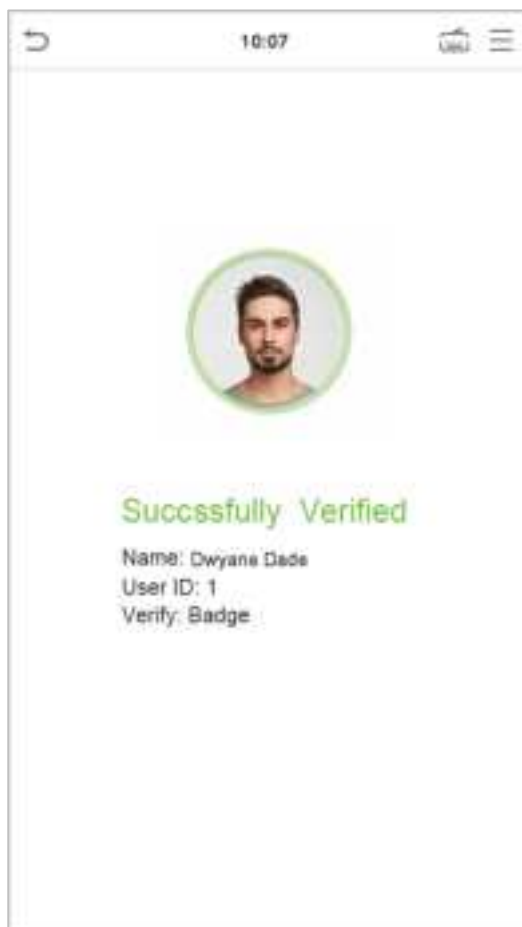 10:07
Succssfully Verified
Name: Dwyane Dade
User ID: 1
Verify: Badge